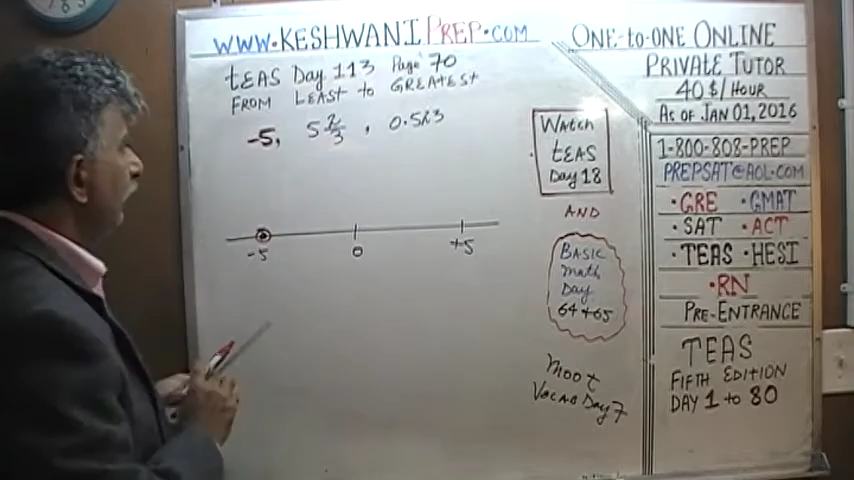 WWW.KESHWANIPREP.COM
tEAS Day 113 Page 70
FROM LEASt to GREAtESt
-5, 5 2/3, 0.523
-5 0 +5
WAtch
tEAS
Day 18
AND
BASIC
math
Day
64+65
moot
VOCAB Day 7
ONE-to-ONE ONLINE
PRIVATE TUTOR
40$/HOUR
AS OF JAN 01, 2016
1-800-808-PREP
PREPSAT@AOL.COM
•GRE •GMAT
•SAT •ACT
•TEAS •HESI
•RN
PRE-ENTRANCE
TEAS
FIFTH EDITION
DAY 1 to 80